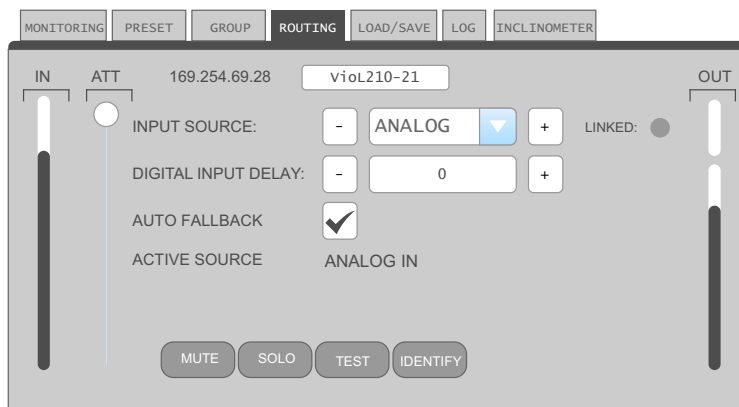 MONITORING PRESET GROUP ROUTING LOAD/SAVE LOG INCLINOMETER
IN ATT 169.254.69.28 VioL210-21 OUT
INPUT SOURCE: - ANALOG + LINKED:
DIGITAL INPUT DELAY: - 0 +
AUTO FALLBACK
ACTIVE SOURCE ANALOG IN
MUTE SOLO TEST IDENTIFY